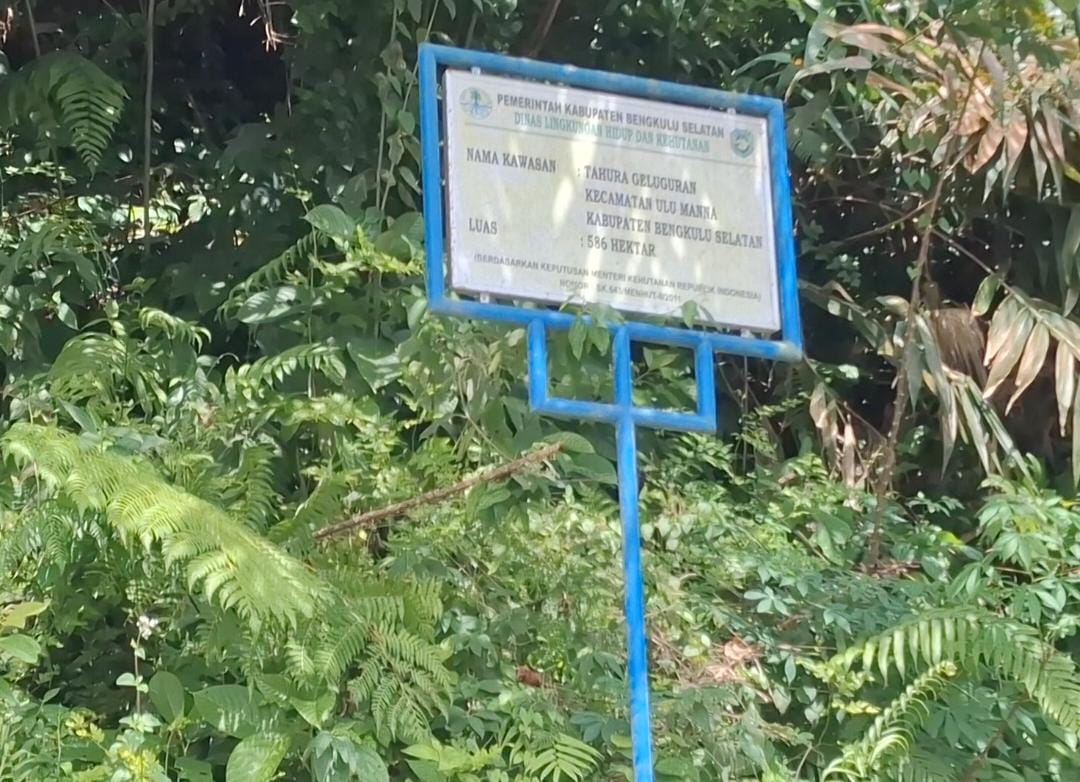 PEMERINTAH KABUPATEN BENGKULU SELATAN
DINAS LINGKUNGAN HIDUP DAN KEHUTANAN
NAMA KAWASAN : TAHURA GELUGURAN
KECAMATAN ULU MANNA
KABUPATEN BENGKULU SELATAN
LUAS : 586 HEKTAR
(BERDASARKAN KEPUTUSAN MENTERI KEHUTANAN REPUBLIK INDONESIA)
NOMOR